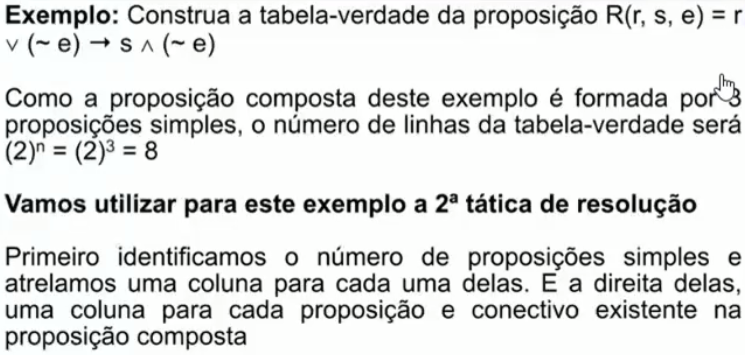 Exemplo: Construa a tabela-verdade da proposição R(r, s, e) = r
∨ (~ e) → s ∧ (~ e)
Como a proposição composta deste exemplo é formada por 3
proposições simples, o número de linhas da tabela-verdade será
(2)ⁿ = (2)³ = 8
Vamos utilizar para este exemplo a 2ª tática de resolução
Primeiro identificamos o número de proposições simples e
atrelamos uma coluna para cada uma delas. E a direita delas,
uma coluna para cada proposição e conectivo existente na
proposição composta